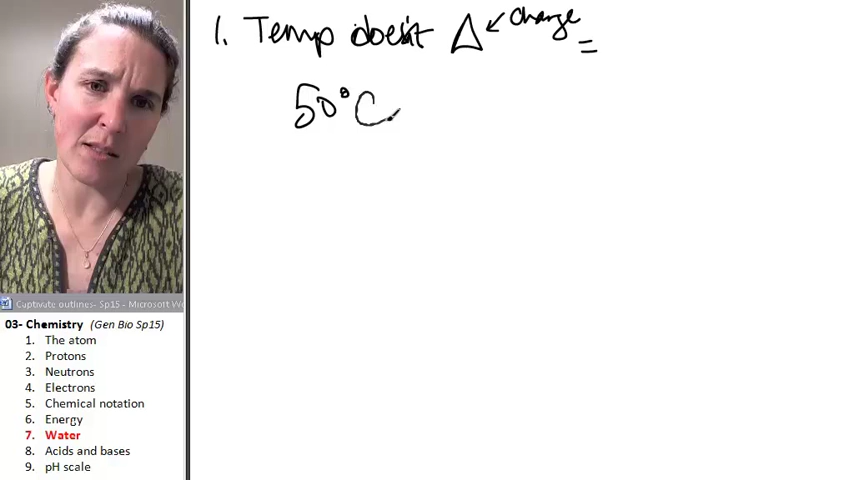 1. Temp doesn't Δ ↙ change =
50°C
Captivate outlines- Sp15 - Microsoft Wo
03- Chemistry (Gen Bio Sp15)
1. The atom
2. Protons
3. Neutrons
4. Electrons
5. Chemical notation
6. Energy
7. Water
8. Acids and bases
9. pH scale